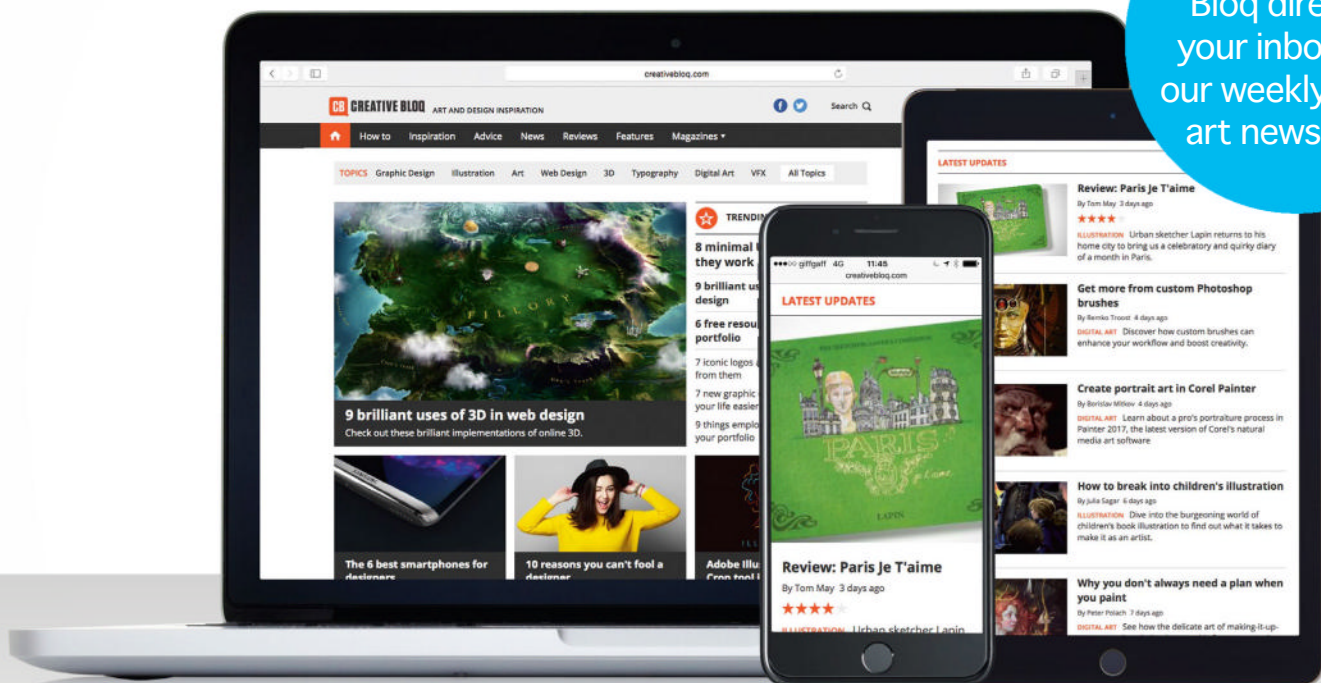 Bloq dire
your inbo
our weekly
art news
creativebloq.com
CB CREATIVE BLOQ ART AND DESIGN INSPIRATION
Search
How to Inspiration Advice News Reviews Features Magazines
TOPICS Graphic Design Illustration Art Web Design 3D Typography Digital Art VFX All Topics
FILLORY
9 brilliant uses of 3D in web design
Check out these brilliant implementations of online 3D.
The 6 best smartphones for
designers
10 reasons you can't fool a
designer
Adobe Illu
Crop tool i
TRENDIN
8 minimal
they work
9 brilliant us
design
6 free resou
portfolio
7 iconic logos
from them
7 new graphic
your life easier
9 things emplo
your portfolio
giffgaff 4G 11:45
creativebloq.com
LATEST UPDATES
PARIS
je t'aime
LAPIN
Review: Paris Je T'aime
By Tom May 3 days ago
ILLUSTRATION Urban sketcher Lapin
LATEST UPDATES
Review: Paris Je T'aime
By Tom May 3 days ago
ILLUSTRATION Urban sketcher Lapin returns to his
home city to bring us a celebratory and quirky diary
of a month in Paris.
Get more from custom Photoshop
brushes
By Remko Troost 4 days ago
DIGITAL ART Discover how custom brushes can
enhance your workflow and boost creativity.
Create portrait art in Corel Painter
By Borislav Mitkov 4 days ago
DIGITAL ART Learn about a pro's portraiture process in
Painter 2017, the latest version of Corel's natural
media art software
How to break into children's illustration
By Julia Sagar 6 days ago
ILLUSTRATION Dive into the burgeoning world of
children's book illustration to find out what it takes to
make it as an artist.
Why you don't always need a plan when
you paint
By Peter Polach 7 days ago
DIGITAL ART See how the delicate art of making-it-up-